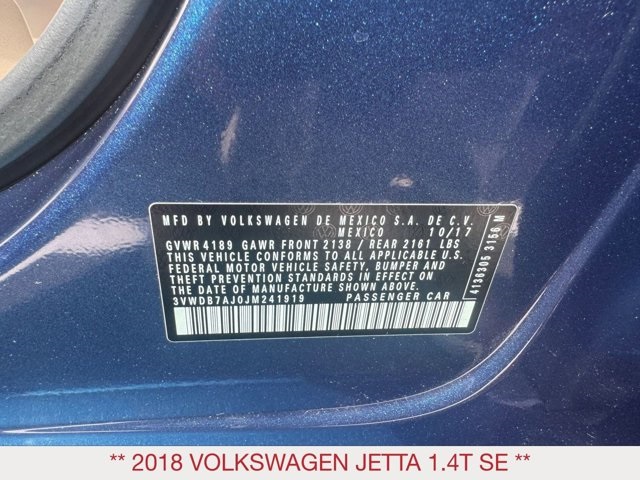 MFD BY VOLKSWAGEN DE MEXICO S.A. DE C.V.
MEXICO 10/17
GVWR 4189 GAWR FRONT 2138 / REAR 2161 LBS
THIS VEHICLE CONFORMS TO ALL APPLICABLE U.S.
FEDERAL MOTOR VEHICLE SAFETY, BUMPER AND
THEFT PREVENTION STANDARDS IN EFFECT ON
THE DATE OF MANUFACTURE SHOWN ABOVE.
3VWDB7AJ0JM241919 PASSENGER CAR
4136305 3156 M
** 2018 VOLKSWAGEN JETTA 1.4T SE **